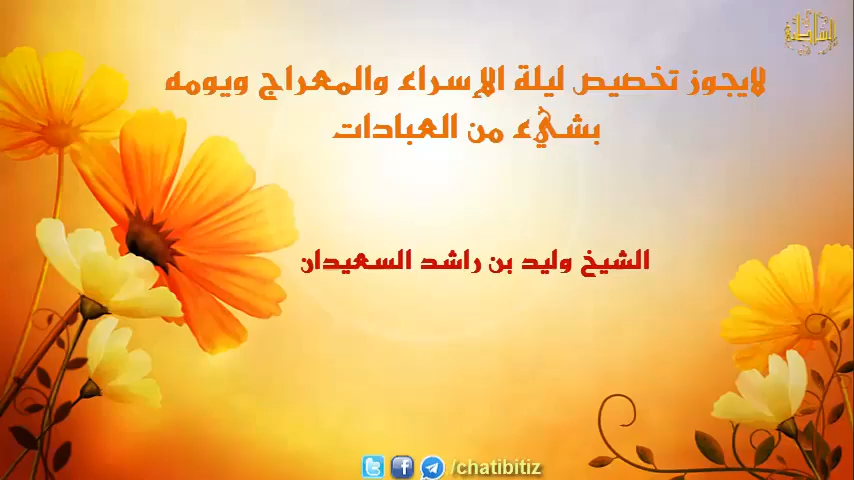 لايجوز تخصيص ليلة الإسراء والمعراج ويومه
بشيء من العبادات
الشيخ وليد بن راشد السعيدان
/chatibitiz